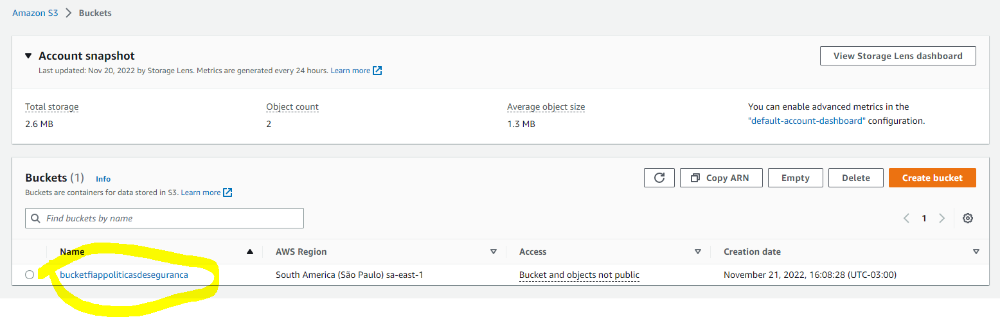 Amazon S3 > Buckets
Account snapshot
View Storage Lens dashboard
Last updated: Nov 20, 2022 by Storage Lens. Metrics are generated every 24 hours. Learn more
Total storage
Object count
Average object size
You can enable advanced metrics in the
2.6 MB
2
1.3 MB
"default-account-dashboard" configuration.
Buckets (1) Info
Copy ARN
Empty
Delete
Create bucket
Buckets are containers for data stored in S3. Learn more
Find buckets by name
1
Name
AWS Region
Access
Creation date
bucketfiappoliticasdeseguranca
South America (São Paulo) sa-east-1
Bucket and objects not public
November 21, 2022, 16:08:28 (UTC-03:00)